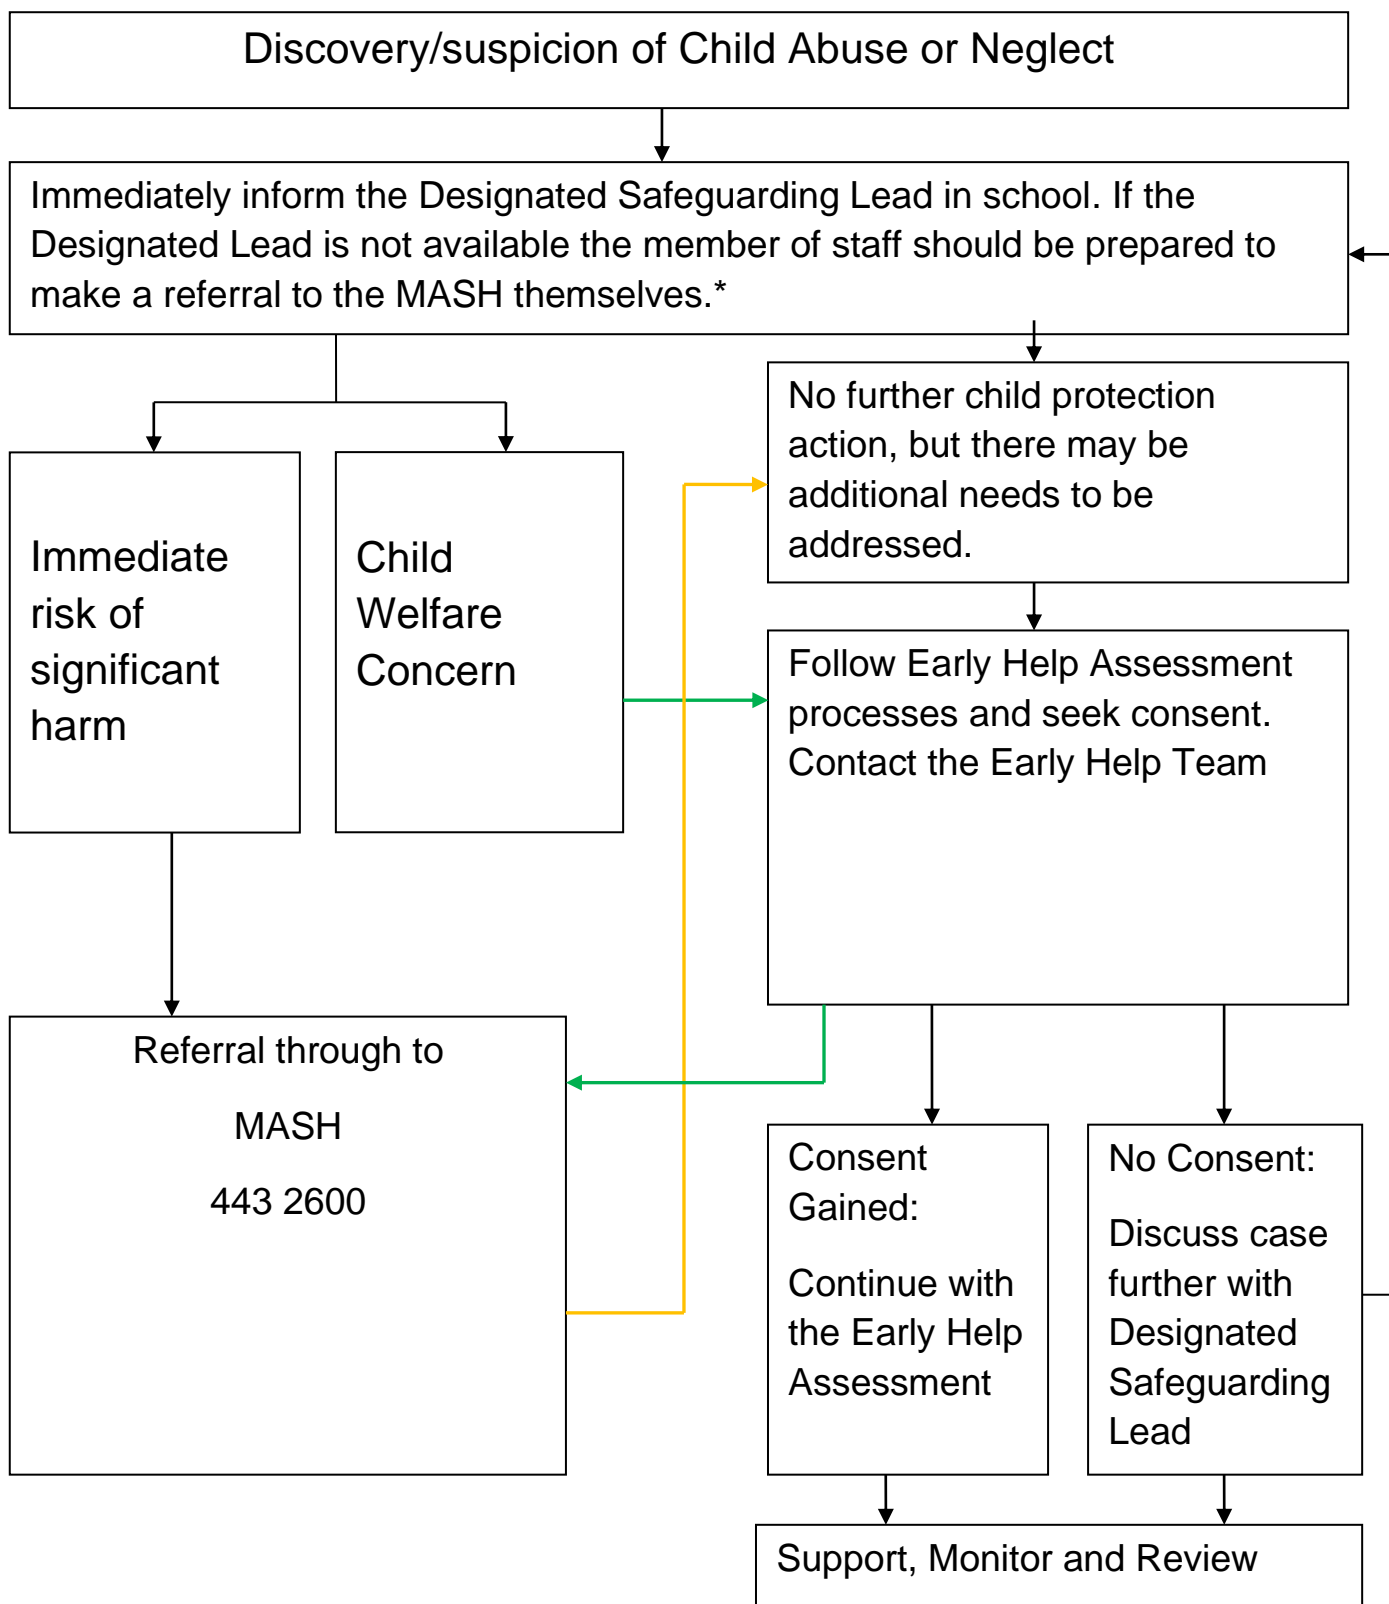 Discovery/suspicion of Child Abuse or Neglect
Immediately inform the Designated Safeguarding Lead in school. If the
Designated Lead is not available the member of staff should be prepared to
make a referral to the MASH themselves.*
No further child protection
action, but there may be
additional needs to be
addressed.
Immediate
risk of
significant
harm
Child
Welfare
Concern
Follow Early Help Assessment
processes and seek consent.
Contact the Early Help Team
Referral through to
MASH
443 2600
Consent
Gained:
Continue with
the Early Help
Assessment
No Consent:
Discuss case
further with
Designated
Safeguarding
Lead
Support, Monitor and Review